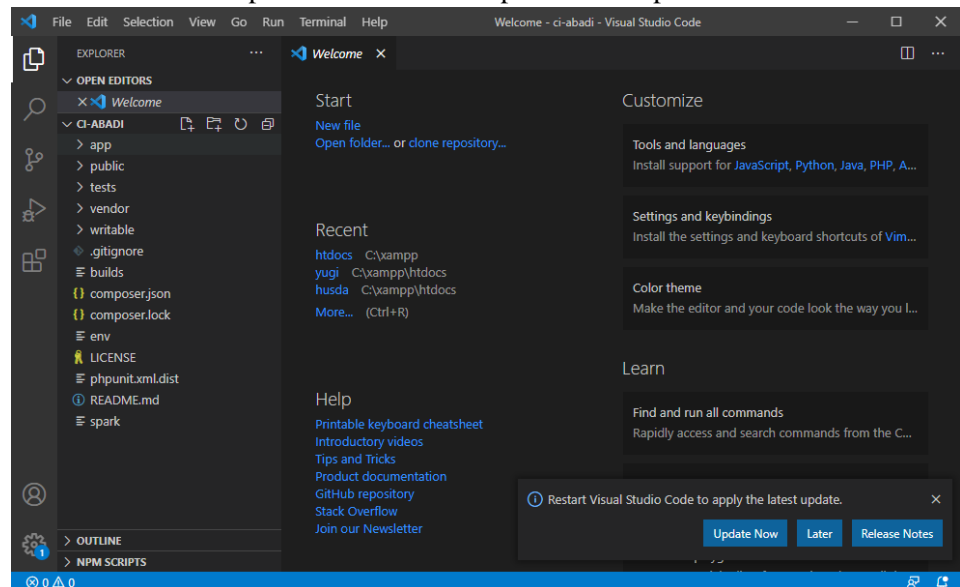 File Edit Selection View Go Run Terminal Help Welcome - ci-abadi - Visual Studio Code
EXPLORER
Welcome
OPEN EDITORS
Welcome
CI-ABADI
app
public
tests
vendor
writable
.gitignore
builds
composer.json
composer.lock
env
LICENSE
phpunit.xml.dist
README.md
spark
OUTLINE
NPM SCRIPTS
1
0 0
Start
New file
Open folder... or clone repository...
Recent
htdocs C:\xampp
yugi C:\xampp\htdocs
husda C:\xampp\htdocs
More... (Ctrl+R)
Help
Printable keyboard cheatsheet
Introductory videos
Tips and Tricks
Product documentation
GitHub repository
Stack Overflow
Join our Newsletter
Customize
Tools and languages
Install support for JavaScript, Python, Java, PHP, A...
Settings and keybindings
Install the settings and keyboard shortcuts of Vim...
Color theme
Make the editor and your code look the way you l...
Learn
Find and run all commands
Rapidly access and search commands from the C...
Restart Visual Studio Code to apply the latest update.
Update Now Later Release Notes